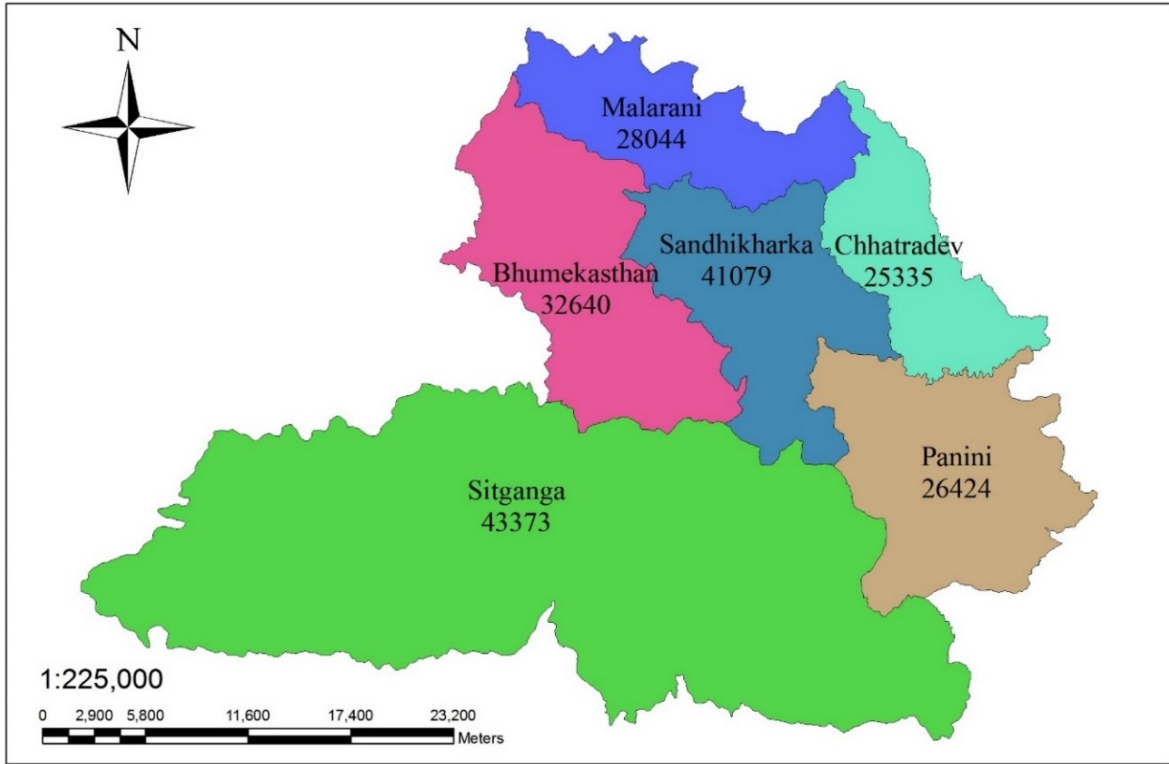 N
Malarani
28044
Sandhikharka
41079
Chhatradev
25335
Bhumekasthan
32640
Panini
26424
Sitganga
43373
1:225,000
0 2,900 5,800 11,600 17,400 23,200
Meters